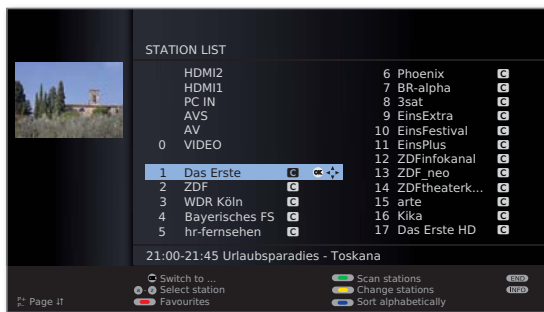 STATION LIST
HDMI2
HDMI1
PC IN
AVS
AV
0 VIDEO
1 Das Erste C OK
2 ZDF C
3 WDR Köln C
4 Bayerisches FS C
5 hr-fernsehen C
6 Phoenix C
7 BR-alpha C
8 3sat C
9 EinsExtra C
10 EinsFestival C
11 EinsPlus C
12 ZDFinfokanal C
13 ZDF_neo C
14 ZDFtheaterk... C
15 arte C
16 Kika C
17 Das Erste HD C
21:00-21:45 Urlaubsparadies - Toskana
OK Switch to ...
Select station
Favourites
Scan stations
Change stations
Sort alphabetically
END
INFO
P+
P- Page